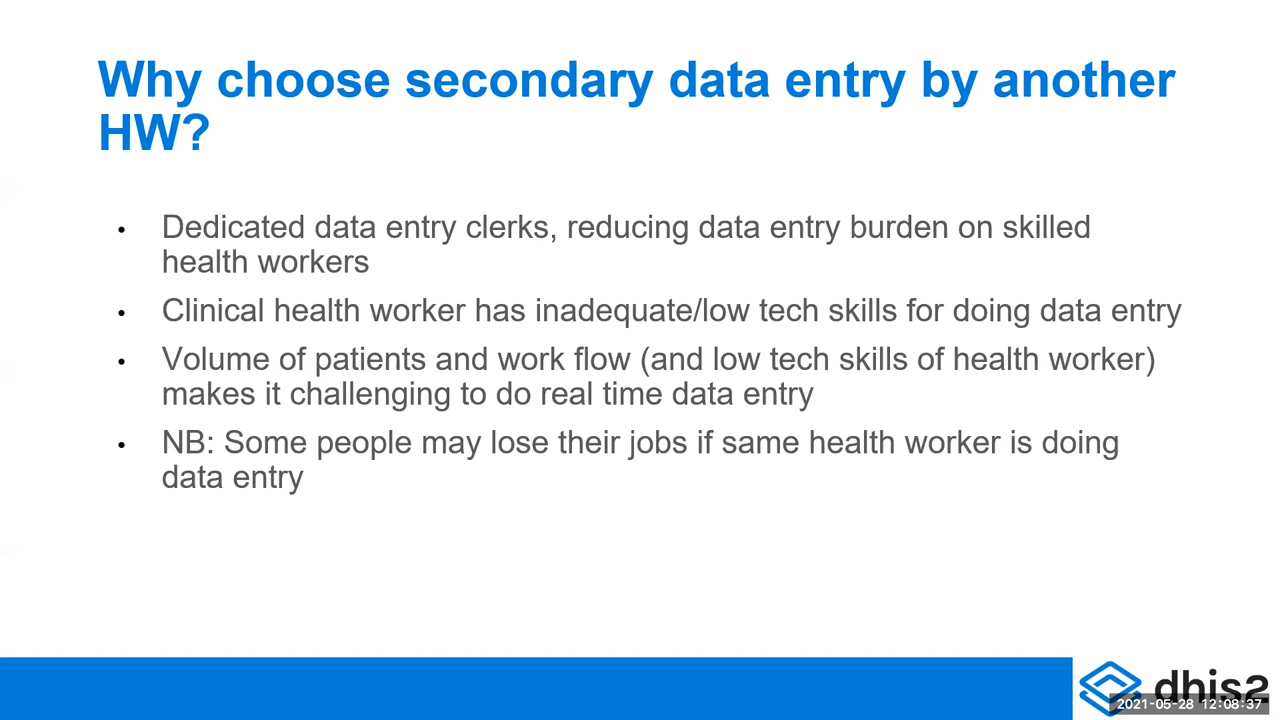 Why choose secondary data entry by another
HW?
• Dedicated data entry clerks, reducing data entry burden on skilled
health workers
• Clinical health worker has inadequate/low tech skills for doing data entry
• Volume of patients and work flow (and low tech skills of health worker)
makes it challenging to do real time data entry
• NB: Some people may lose their jobs if same health worker is doing
data entry
dhis2
2021-05-28 12:08:37